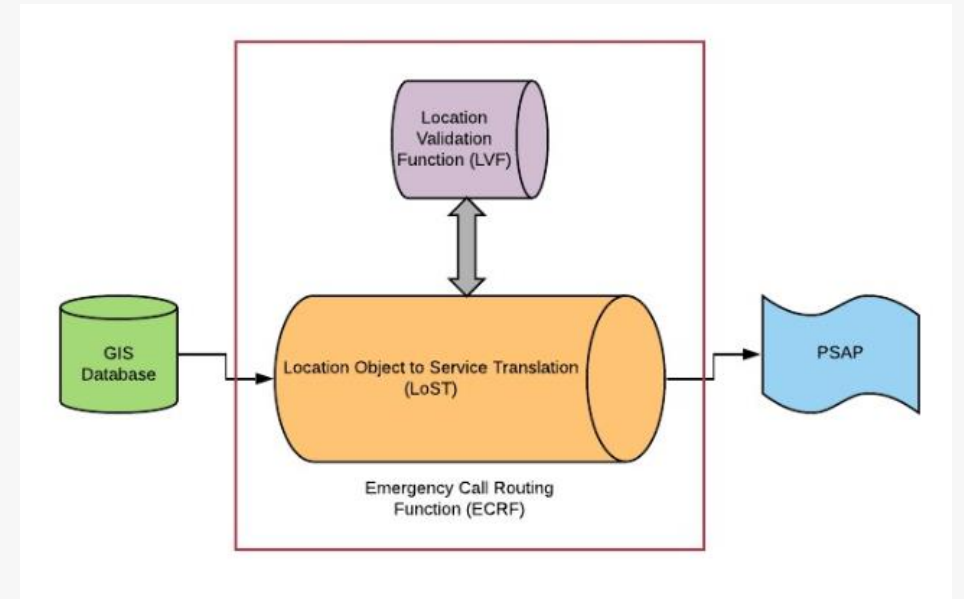 Location
Validation
Function (LVF)
GIS
Database
Location Object to Service Translation
(LoST)
PSAP
Emergency Call Routing
Function (ECRF)